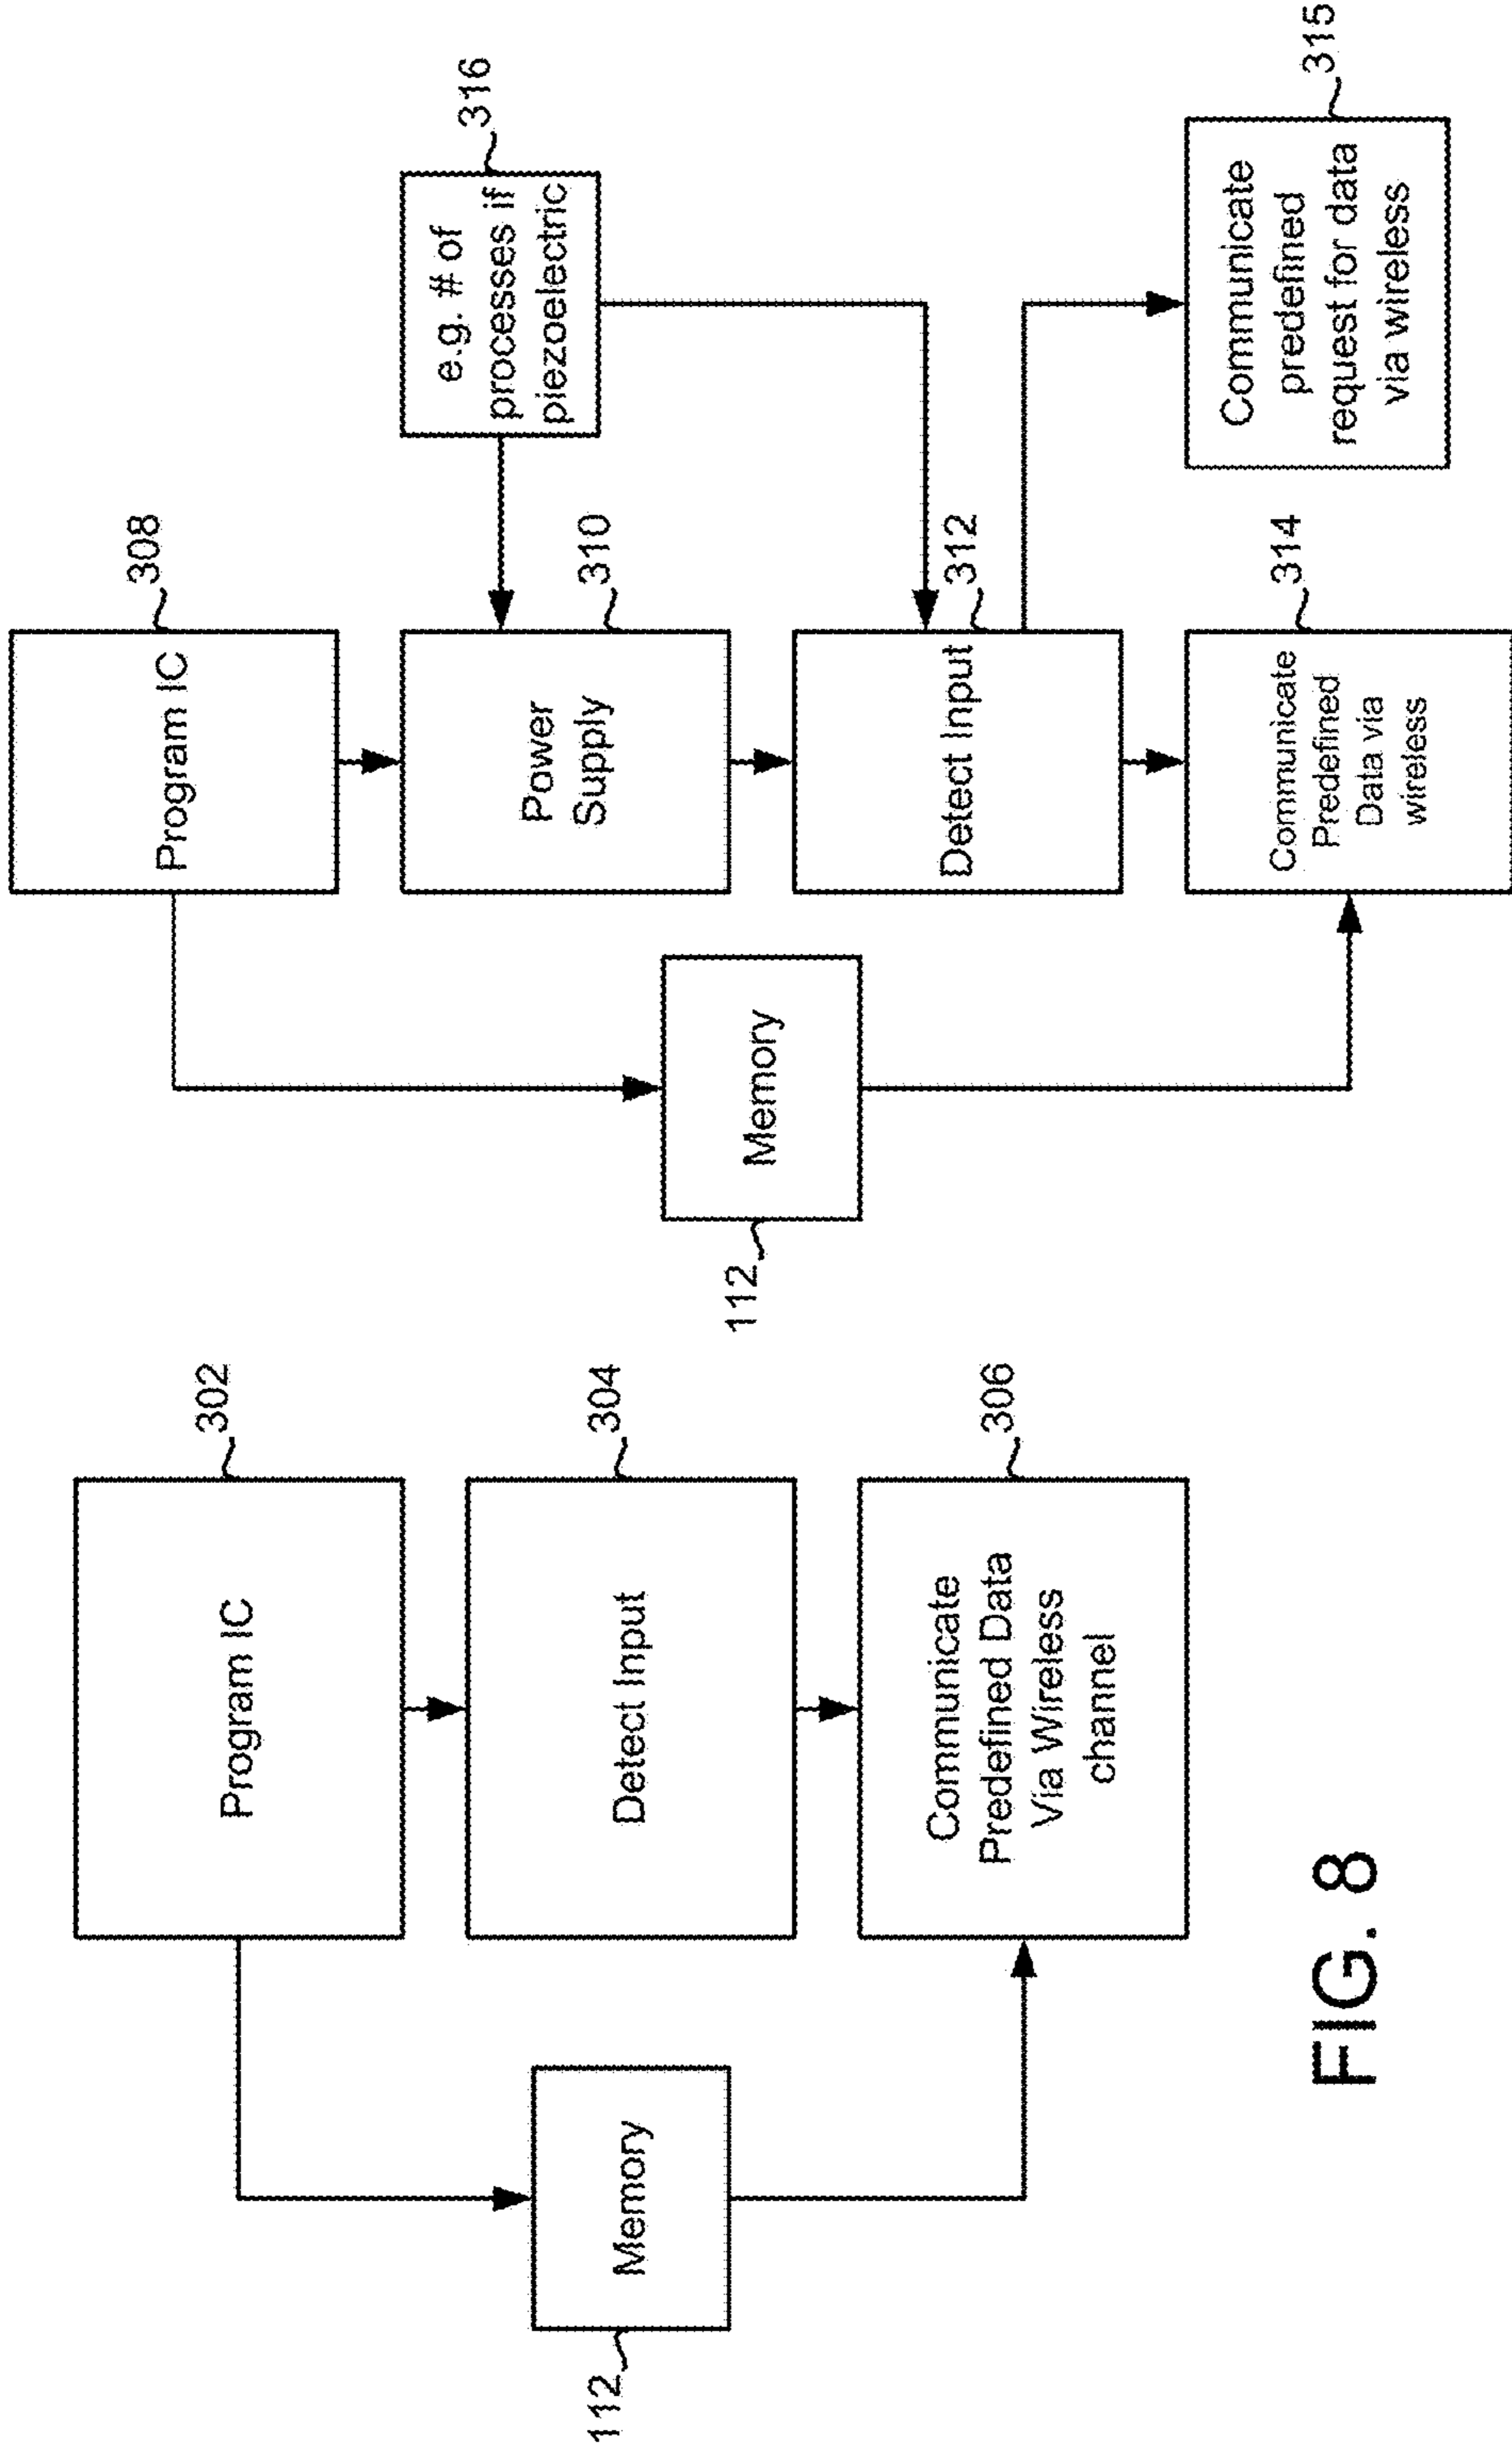 302
Program IC
304
Detect Input
306
Communicate
Predefined Data
Via Wireless
channel
Memory
112
308
Program IC
310
Power
Supply
312
Detect Input
314
Communicate
Predefined
Data via
wireless
Memory
112
316
e.g. # of
processes if
piezoelectric
315
Communicate
predefined
request for data
via wireless
FIG. 8